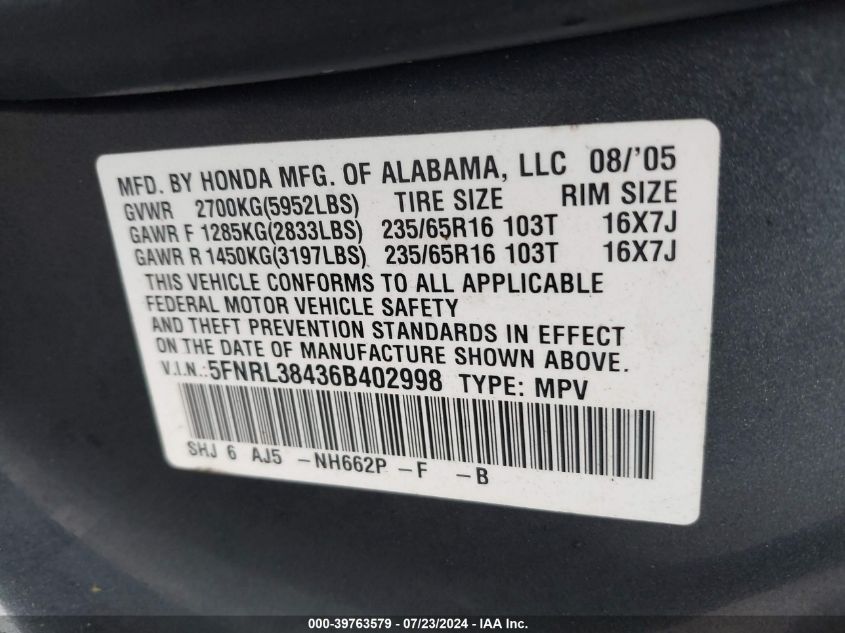 MFD. BY HONDA MFG. OF ALABAMA, LLC 08/'05
GVWR 2700KG(5952LBS) TIRE SIZE RIM SIZE
GAWR F 1285KG(2833LBS) 235/65R16 103T 16X7J
GAWR R 1450KG(3197LBS) 235/65R16 103T 16X7J
THIS VEHICLE CONFORMS TO ALL APPLICABLE
FEDERAL MOTOR VEHICLE SAFETY
AND THEFT PREVENTION STANDARDS IN EFFECT
ON THE DATE OF MANUFACTURE SHOWN ABOVE.
V.I.N.:5FNRL38436B402998 TYPE: MPV
SHJ 6 AJ5 -NH662P -F -B
000-39763579 - 07/23/2024 - IAA Inc.